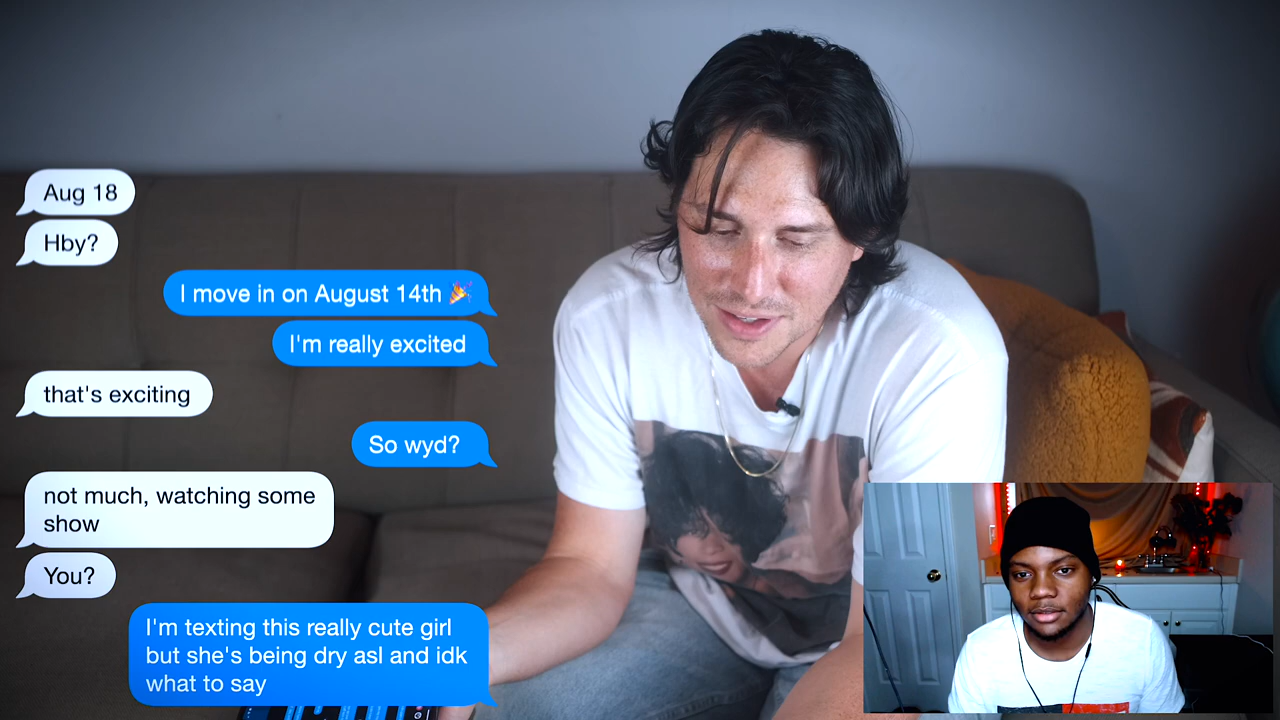 Aug 18
Hby?
I move in on August 14th 🎉
I'm really excited
that's exciting
So wyd?
not much, watching some
show
You?
I'm texting this really cute girl
but she's being dry asl and idk
what to say